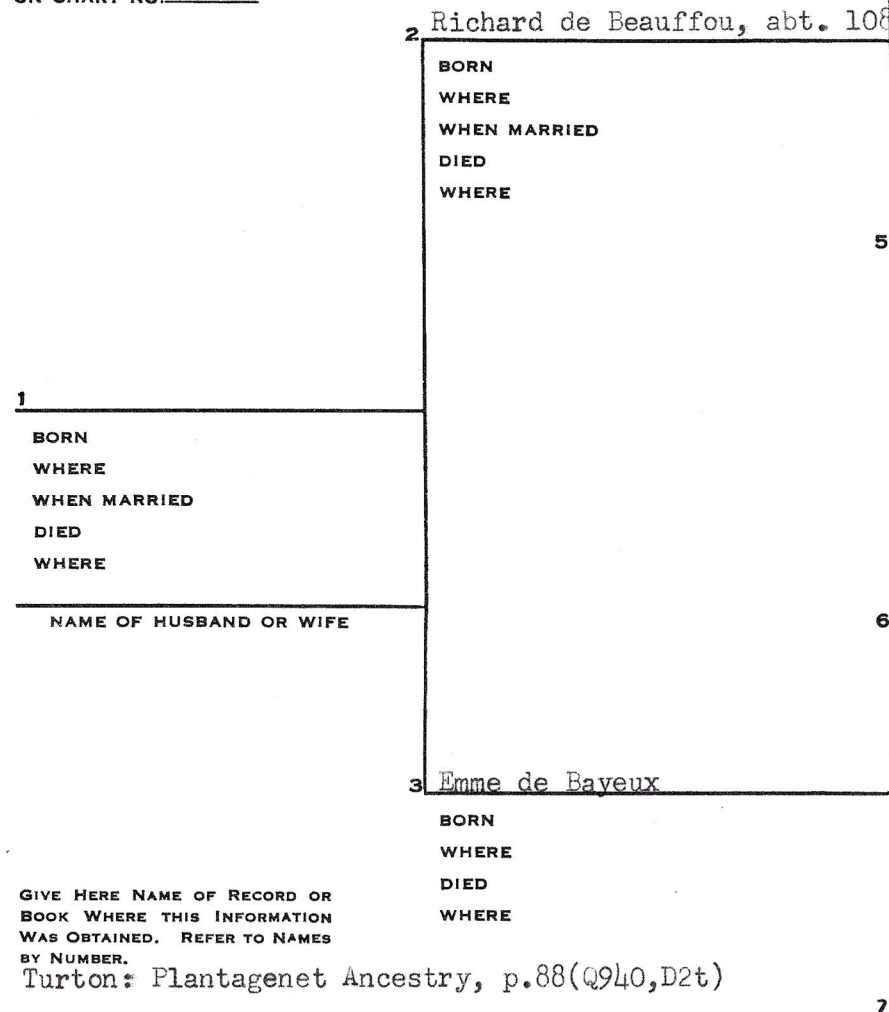 2 Richard de Beauffou, abt. 108
BORN
WHERE
WHEN MARRIED
DIED
WHERE
5
1
BORN
WHERE
WHEN MARRIED
DIED
WHERE
NAME OF HUSBAND OR WIFE
6
3 Emme de Bayeux
BORN
WHERE
DIED
WHERE
GIVE HERE NAME OF RECORD OR
BOOK WHERE THIS INFORMATION
WAS OBTAINED. REFER TO NAMES
BY NUMBER.
Turton: Plantagenet Ancestry, p.88(Q940,D2t)
7